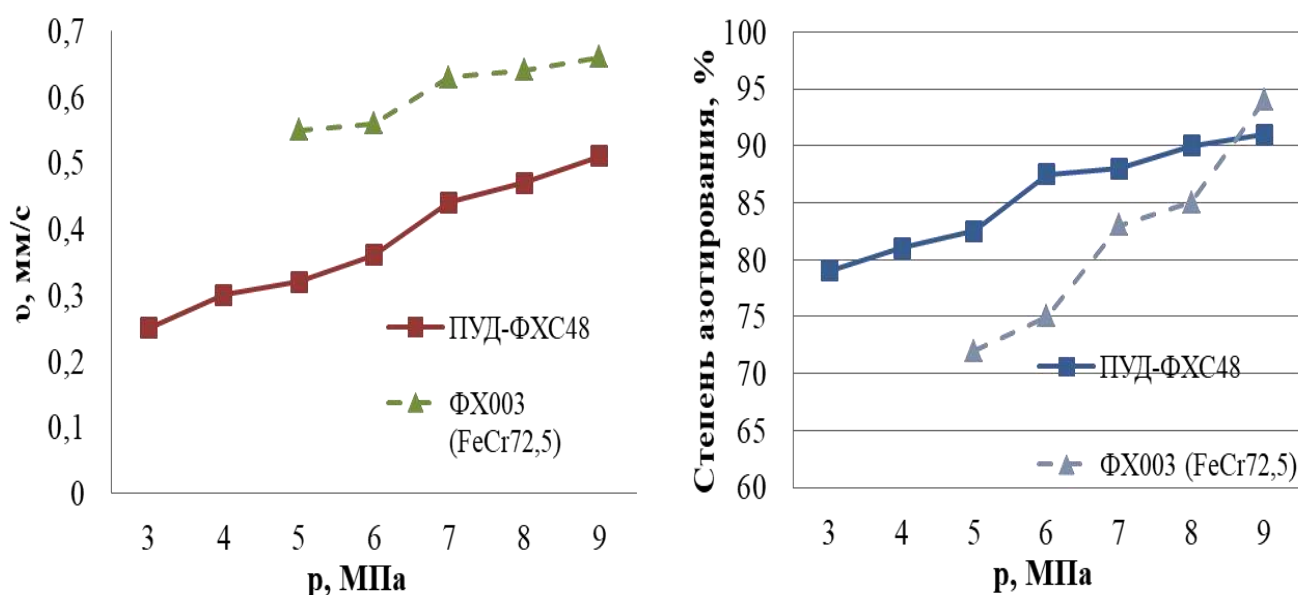 υ, мм/с
0,7
0,6
0,5
0,4
0,3
0,2
0,1
0
ПУД-ФХС48
ФХ003
(FeCr72,5)
3 4 5 6 7 8 9
p, МПа
Степень азотирования, %
100
95
90
85
80
75
70
65
60
ПУД-ФХС48
ФХ003 (FeCr72,5)
3 4 5 6 7 8 9
p, МПа